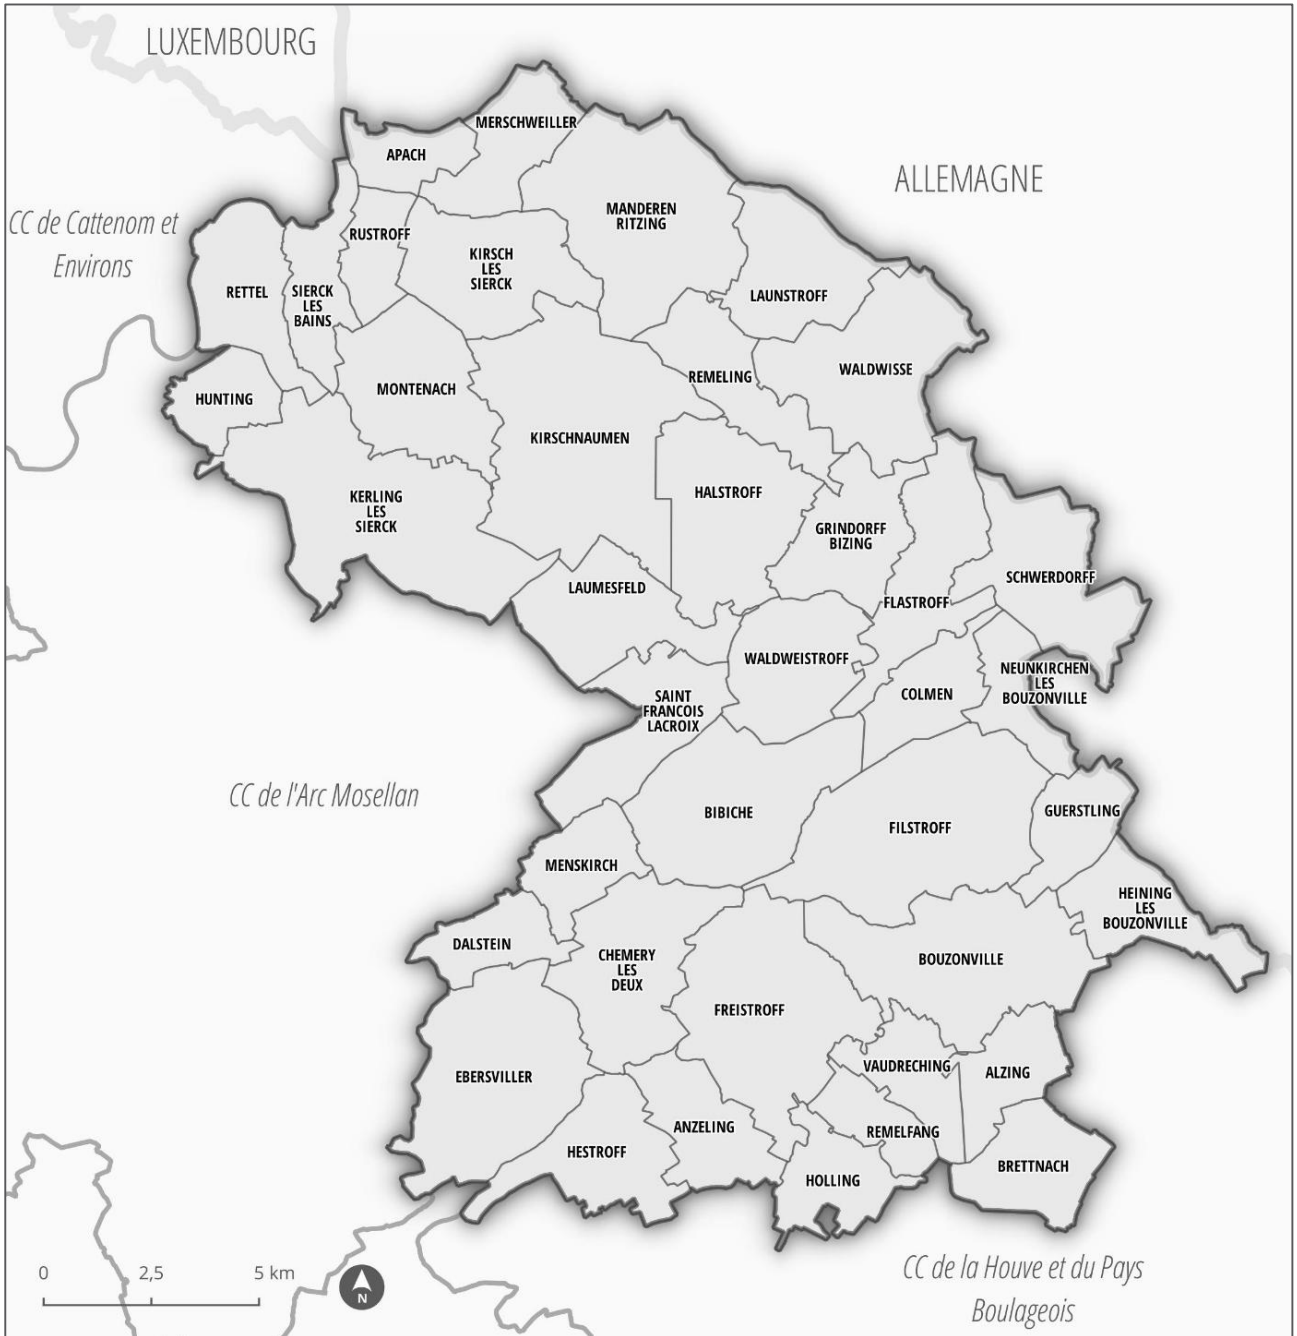 LUXEMBOURG
MERSCHWEILLER
APACH
ALLEMAGNE
CC de Cattenom et
Environs
MANDEREN
RITZING
RUSTROFF
KIRSCH
LES
SIERCK
RETTEL
SIERCK
LES
BAINS
LAUNSTROFF
WALDWISSE
REMELING
MONTENACH
HUNTING
KIRSCHNAUMEN
HALSTROFF
KERLING
LES
SIERCK
GRINDORFF
BIZING
SCHWERDORFF
LAUMESFELD
FLASTROFF
WALDWEISTROFF
NEUNKIRCHEN
LES
BOUZONVILLE
COLMEN
SAINT
FRANCOIS
LACROIX
CC de l'Arc Mosellan
BIBICHE
FILSTROFF
GUERSTLING
MENSKIRCH
HEINING
LES
BOUZONVILLE
DALSTEIN
CHEMERY
LES
DEUX
BOUZONVILLE
FREISTROFF
VAUDRECHING
ALZING
EBERSVILLER
ANZELING
REMELFANG
HESTROFF
BRETTNACH
HOLLING
CC de la Houve et du Pays
Boulageois
0 2,5 5 km
N